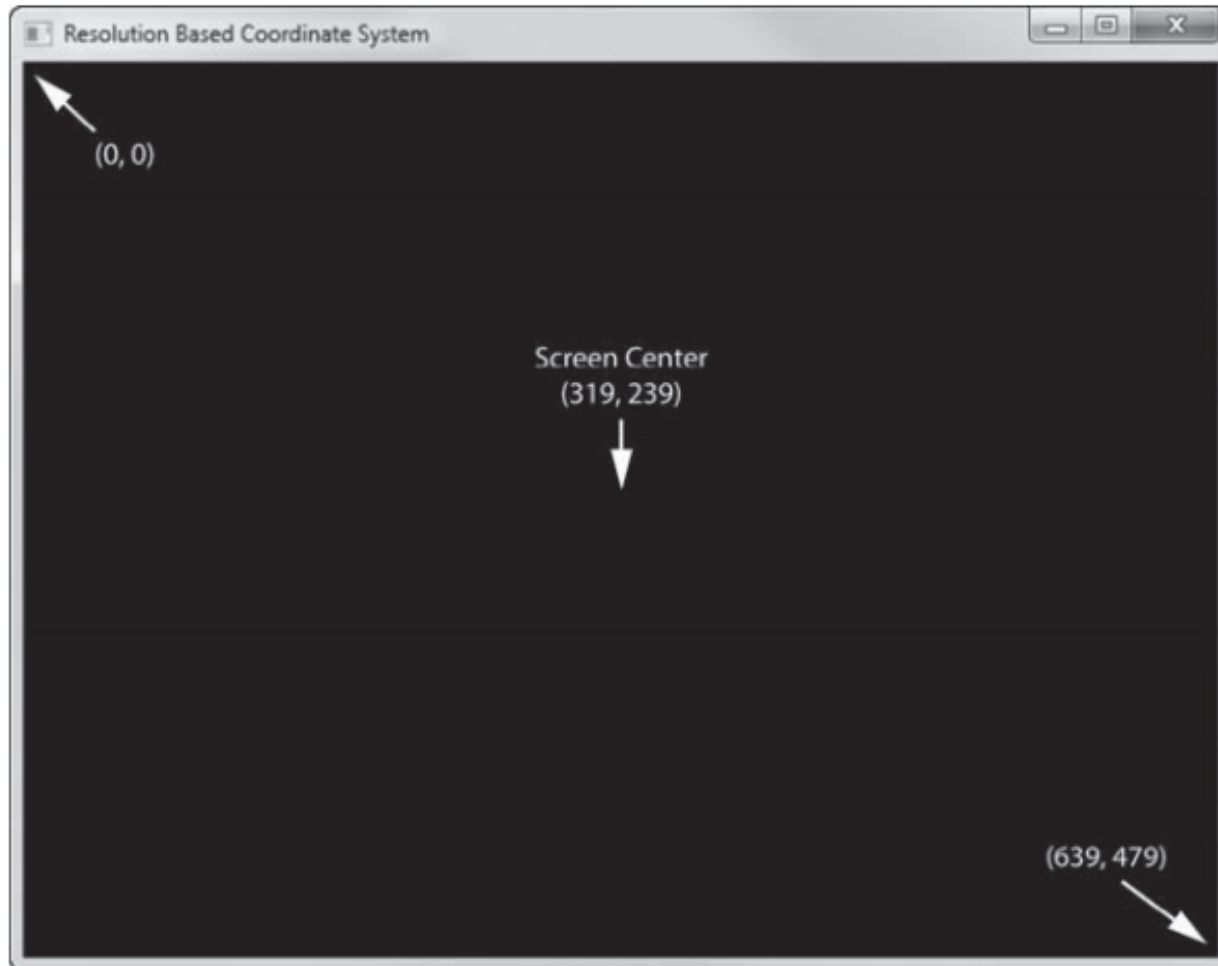 Resolution Based Coordinate System
(0, 0)
Screen Center
(319, 239)
(639, 479)